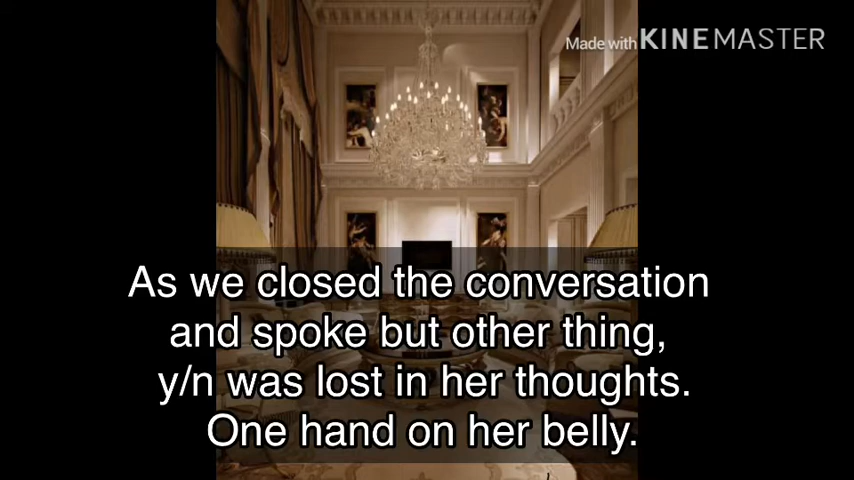 Made with KINEMASTER
As we closed the conversation
and spoke but other thing,
y/n was lost in her thoughts.
One hand on her belly.